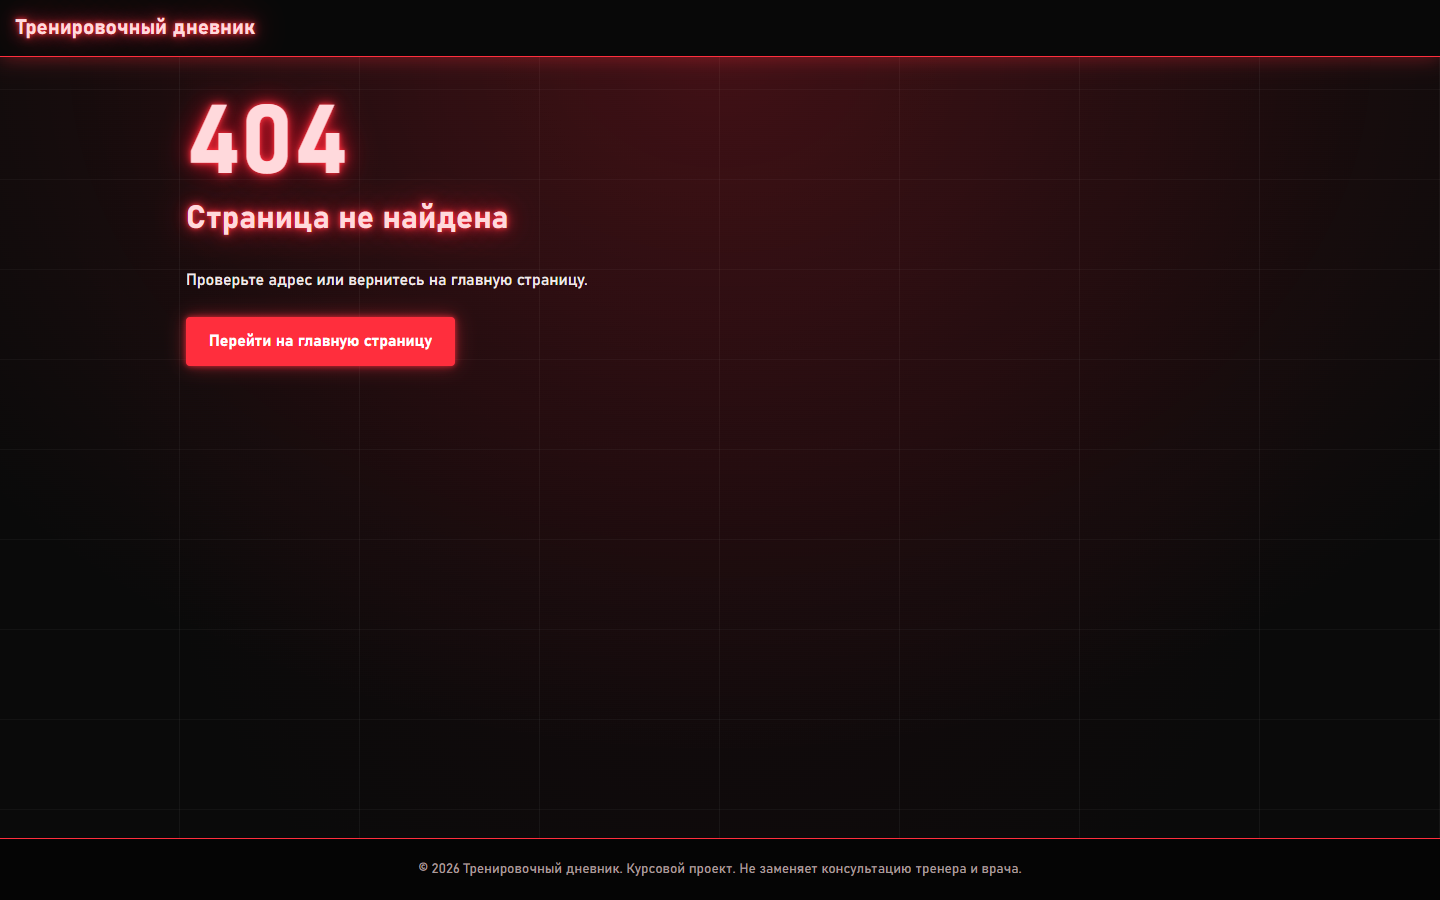 Тренировочный дневник
404
Страница не найдена
Проверьте адрес или вернитесь на главную страницу.
Перейти на главную страницу
© 2026 Тренировочный дневник. Курсовой проект. Не заменяет консультацию тренера и врача.